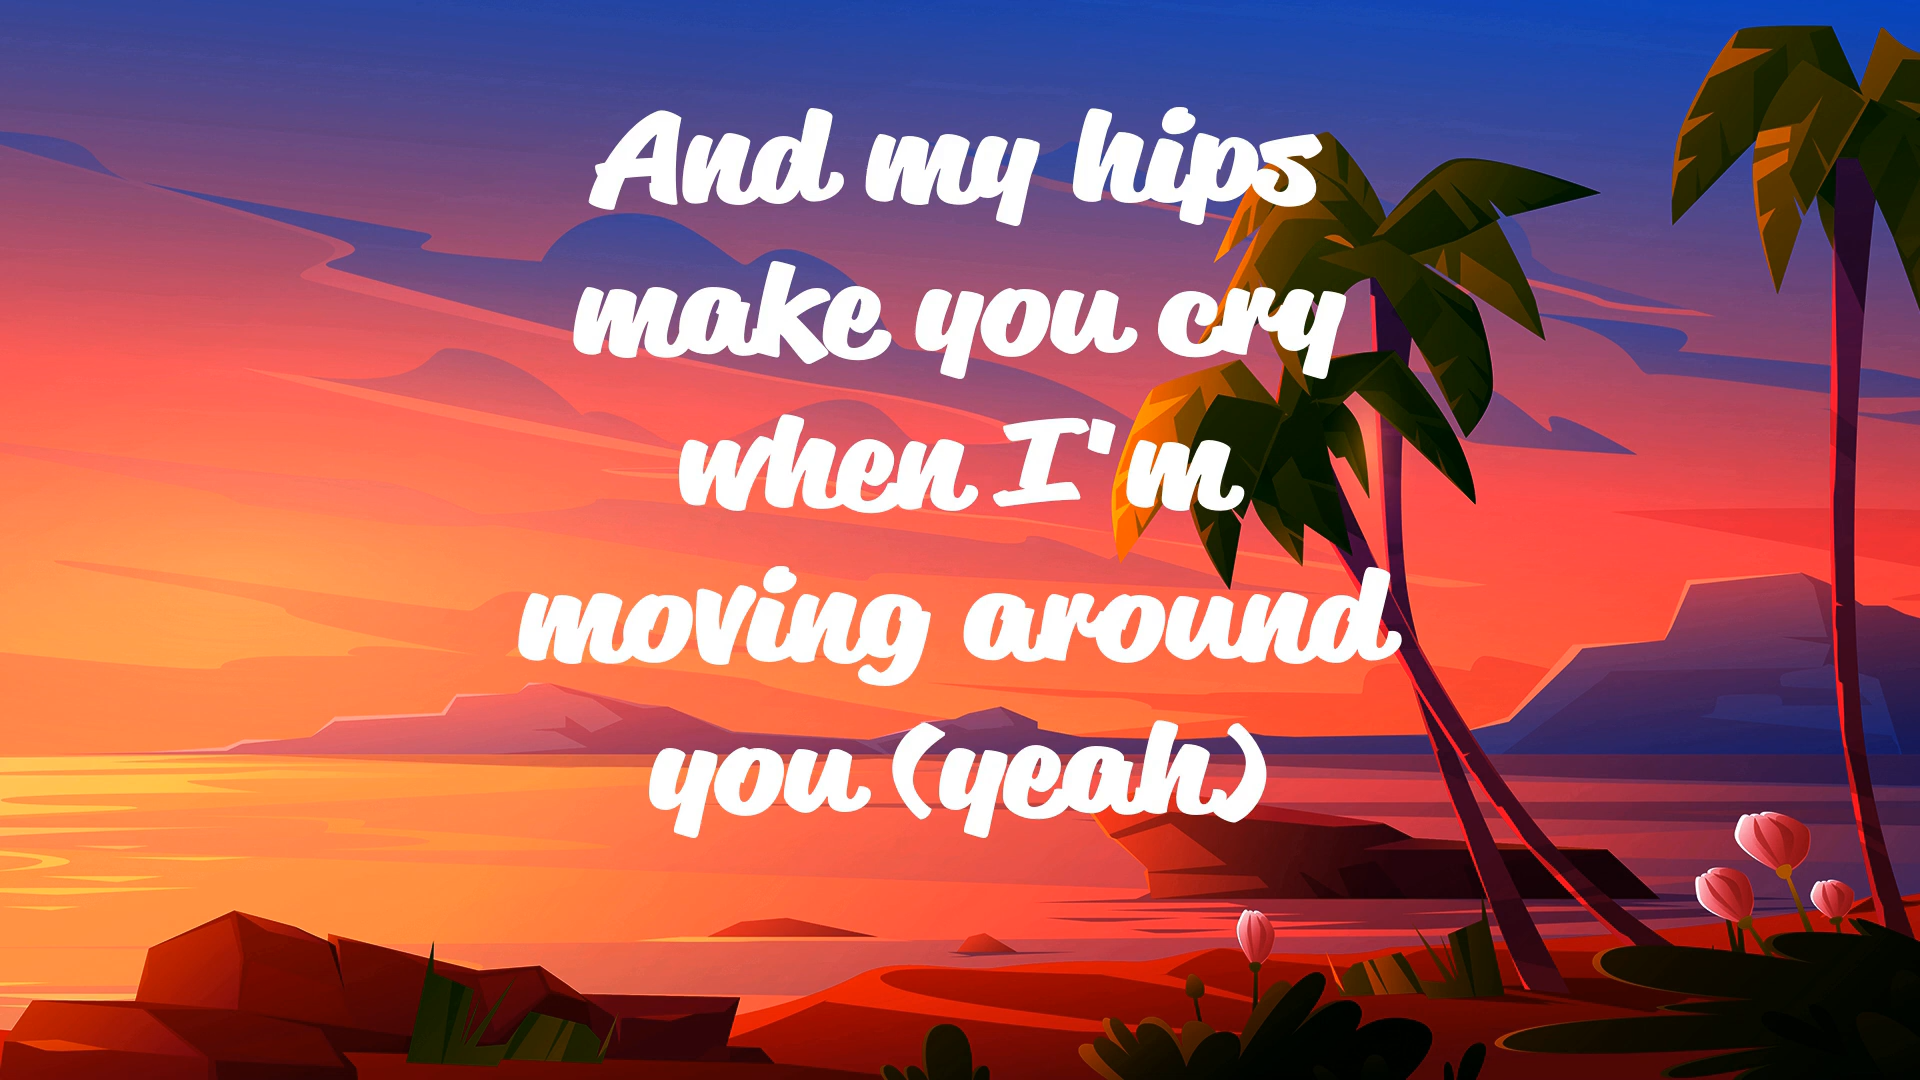 And my hips
make you cry
when I'm
moving around
you (yeah)